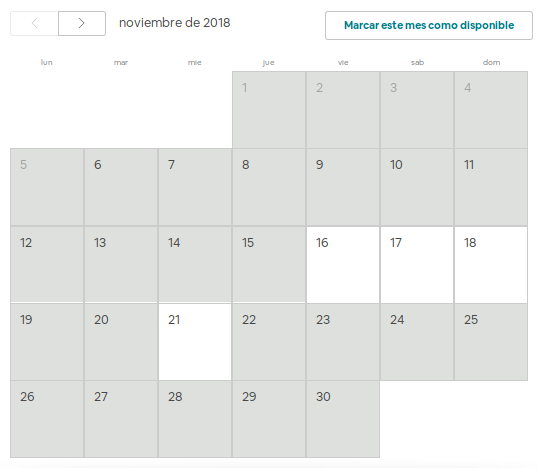 noviembre de 2018 Marcar este mes como disponible
lun mar mie jue vie sab dom
1 2 3 4
5 6 7 8 9 10 11
12 13 14 15 16 17 18
19 20 21 22 23 24 25
26 27 28 29 30